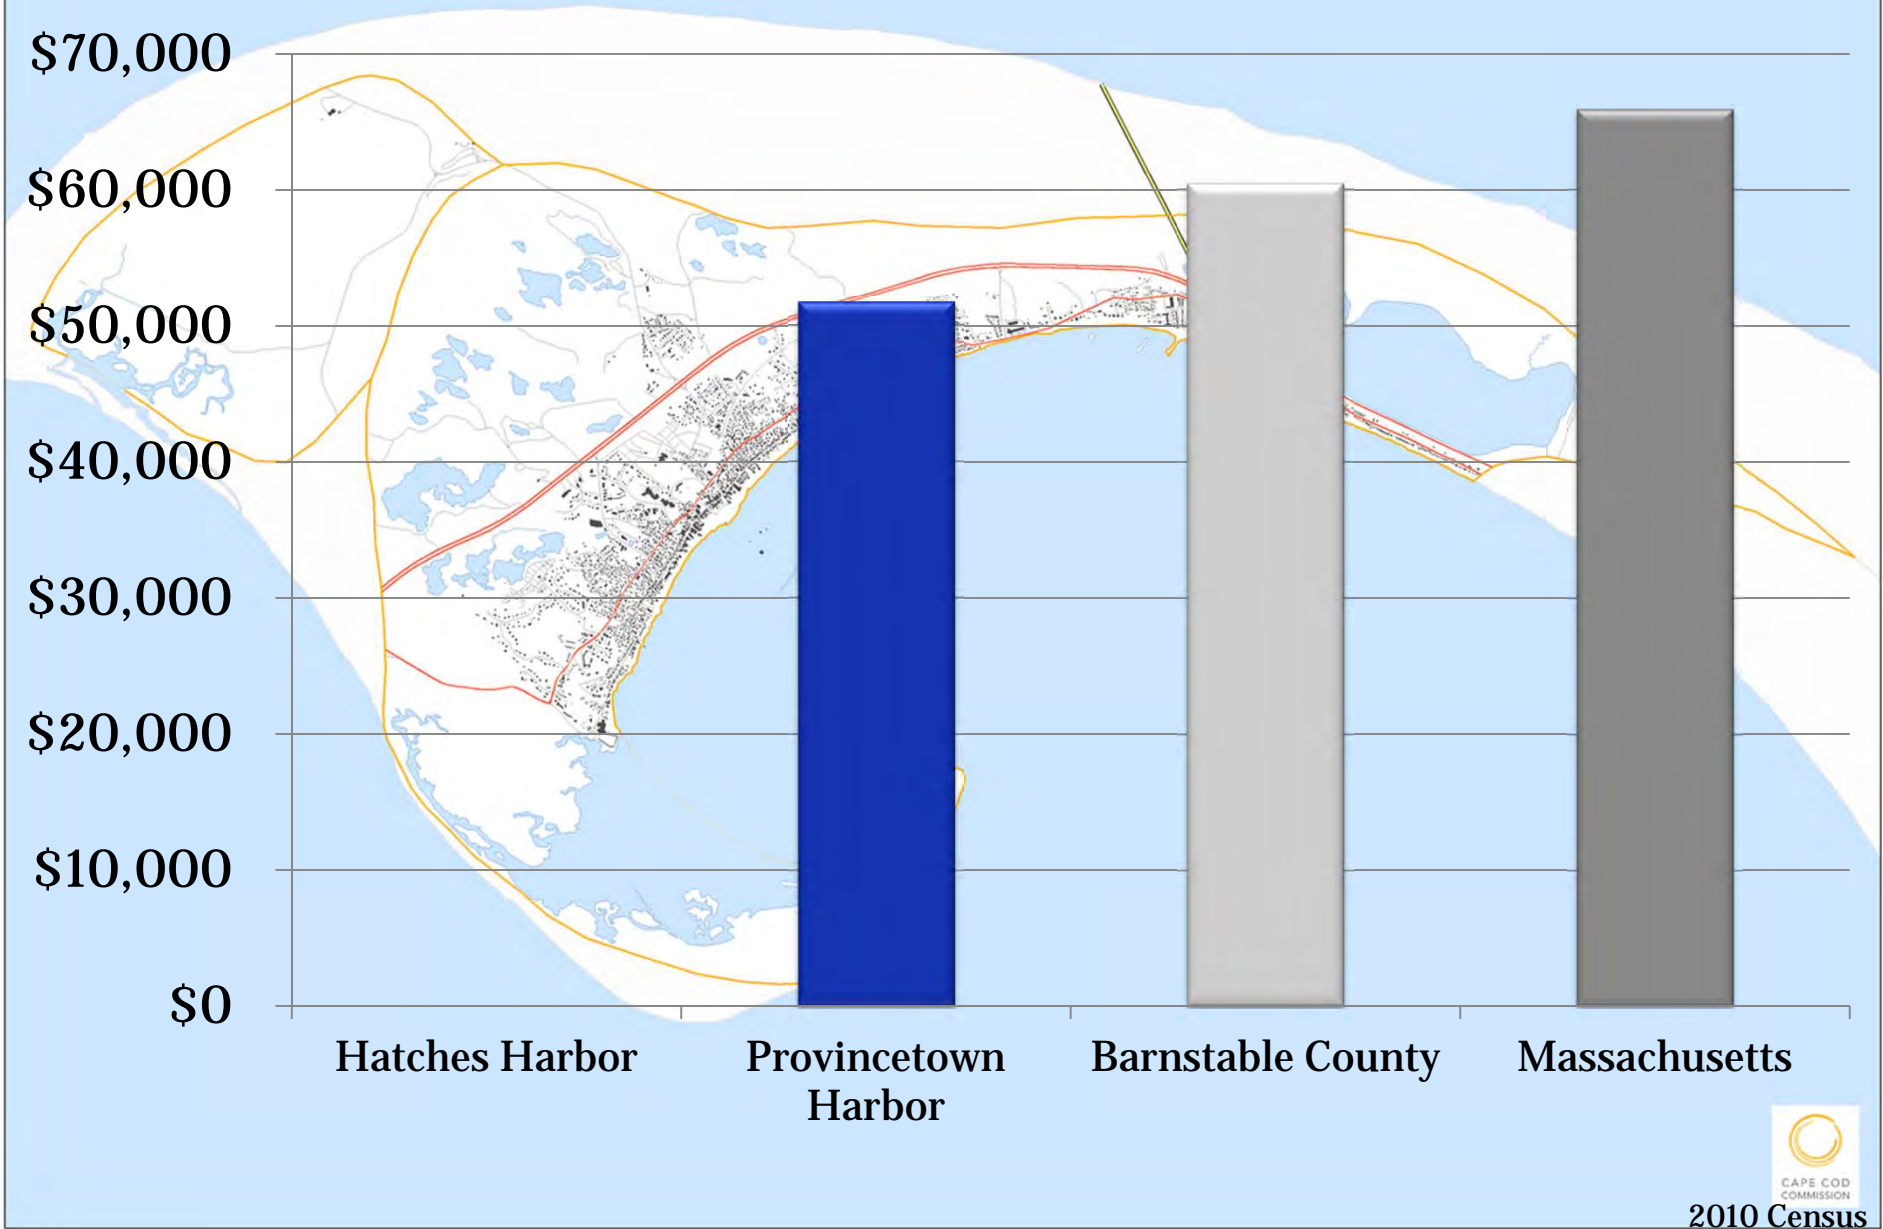 $70,000
$60,000
$50,000
$40,000
$30,000
$20,000
$10,000
$0
Hatches Harbor
Provincetown
Harbor
Barnstable County
Massachusetts
CAPE COD
COMMISSION
2010 Census